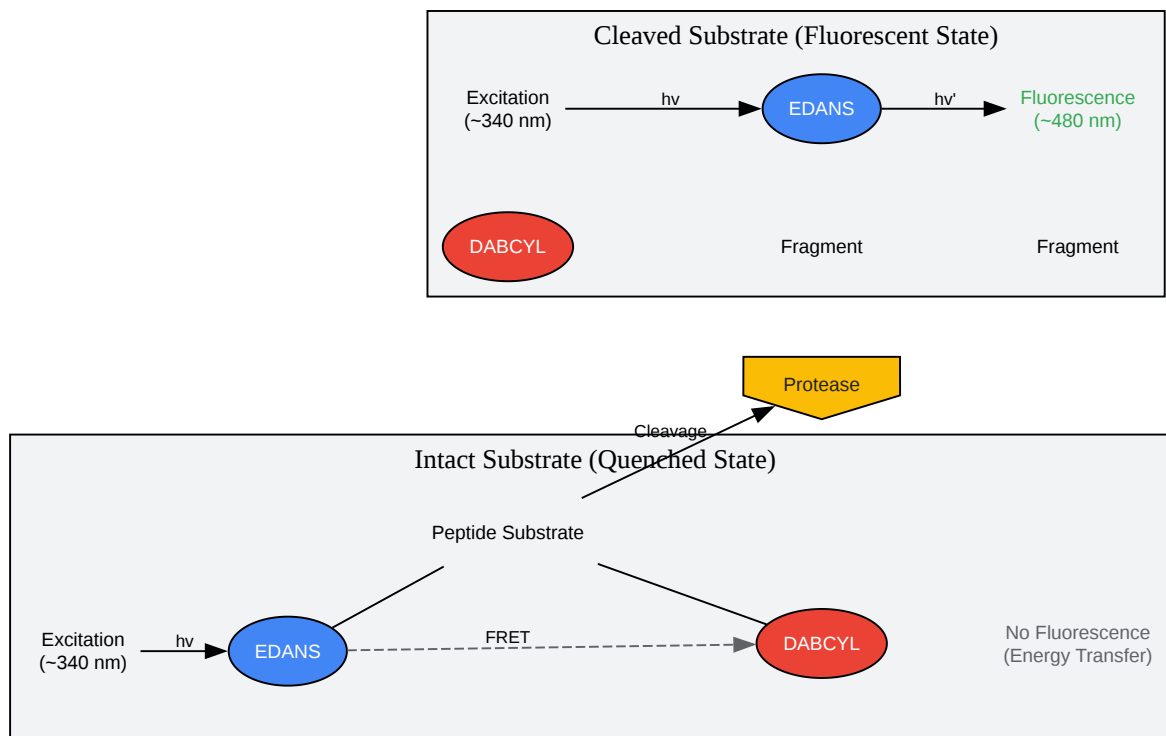 Cleaved Substrate (Fluorescent State)
Excitation
(~340 nm)
hv
EDANS
hv'
Fluorescence
(~480 nm)
DABCYL
Fragment
Fragment
Protease
Cleavage
Intact Substrate (Quenched State)
Peptide Substrate
Excitation
(~340 nm)
hv
EDANS
FRET
DABCYL
No Fluorescence
(Energy Transfer)